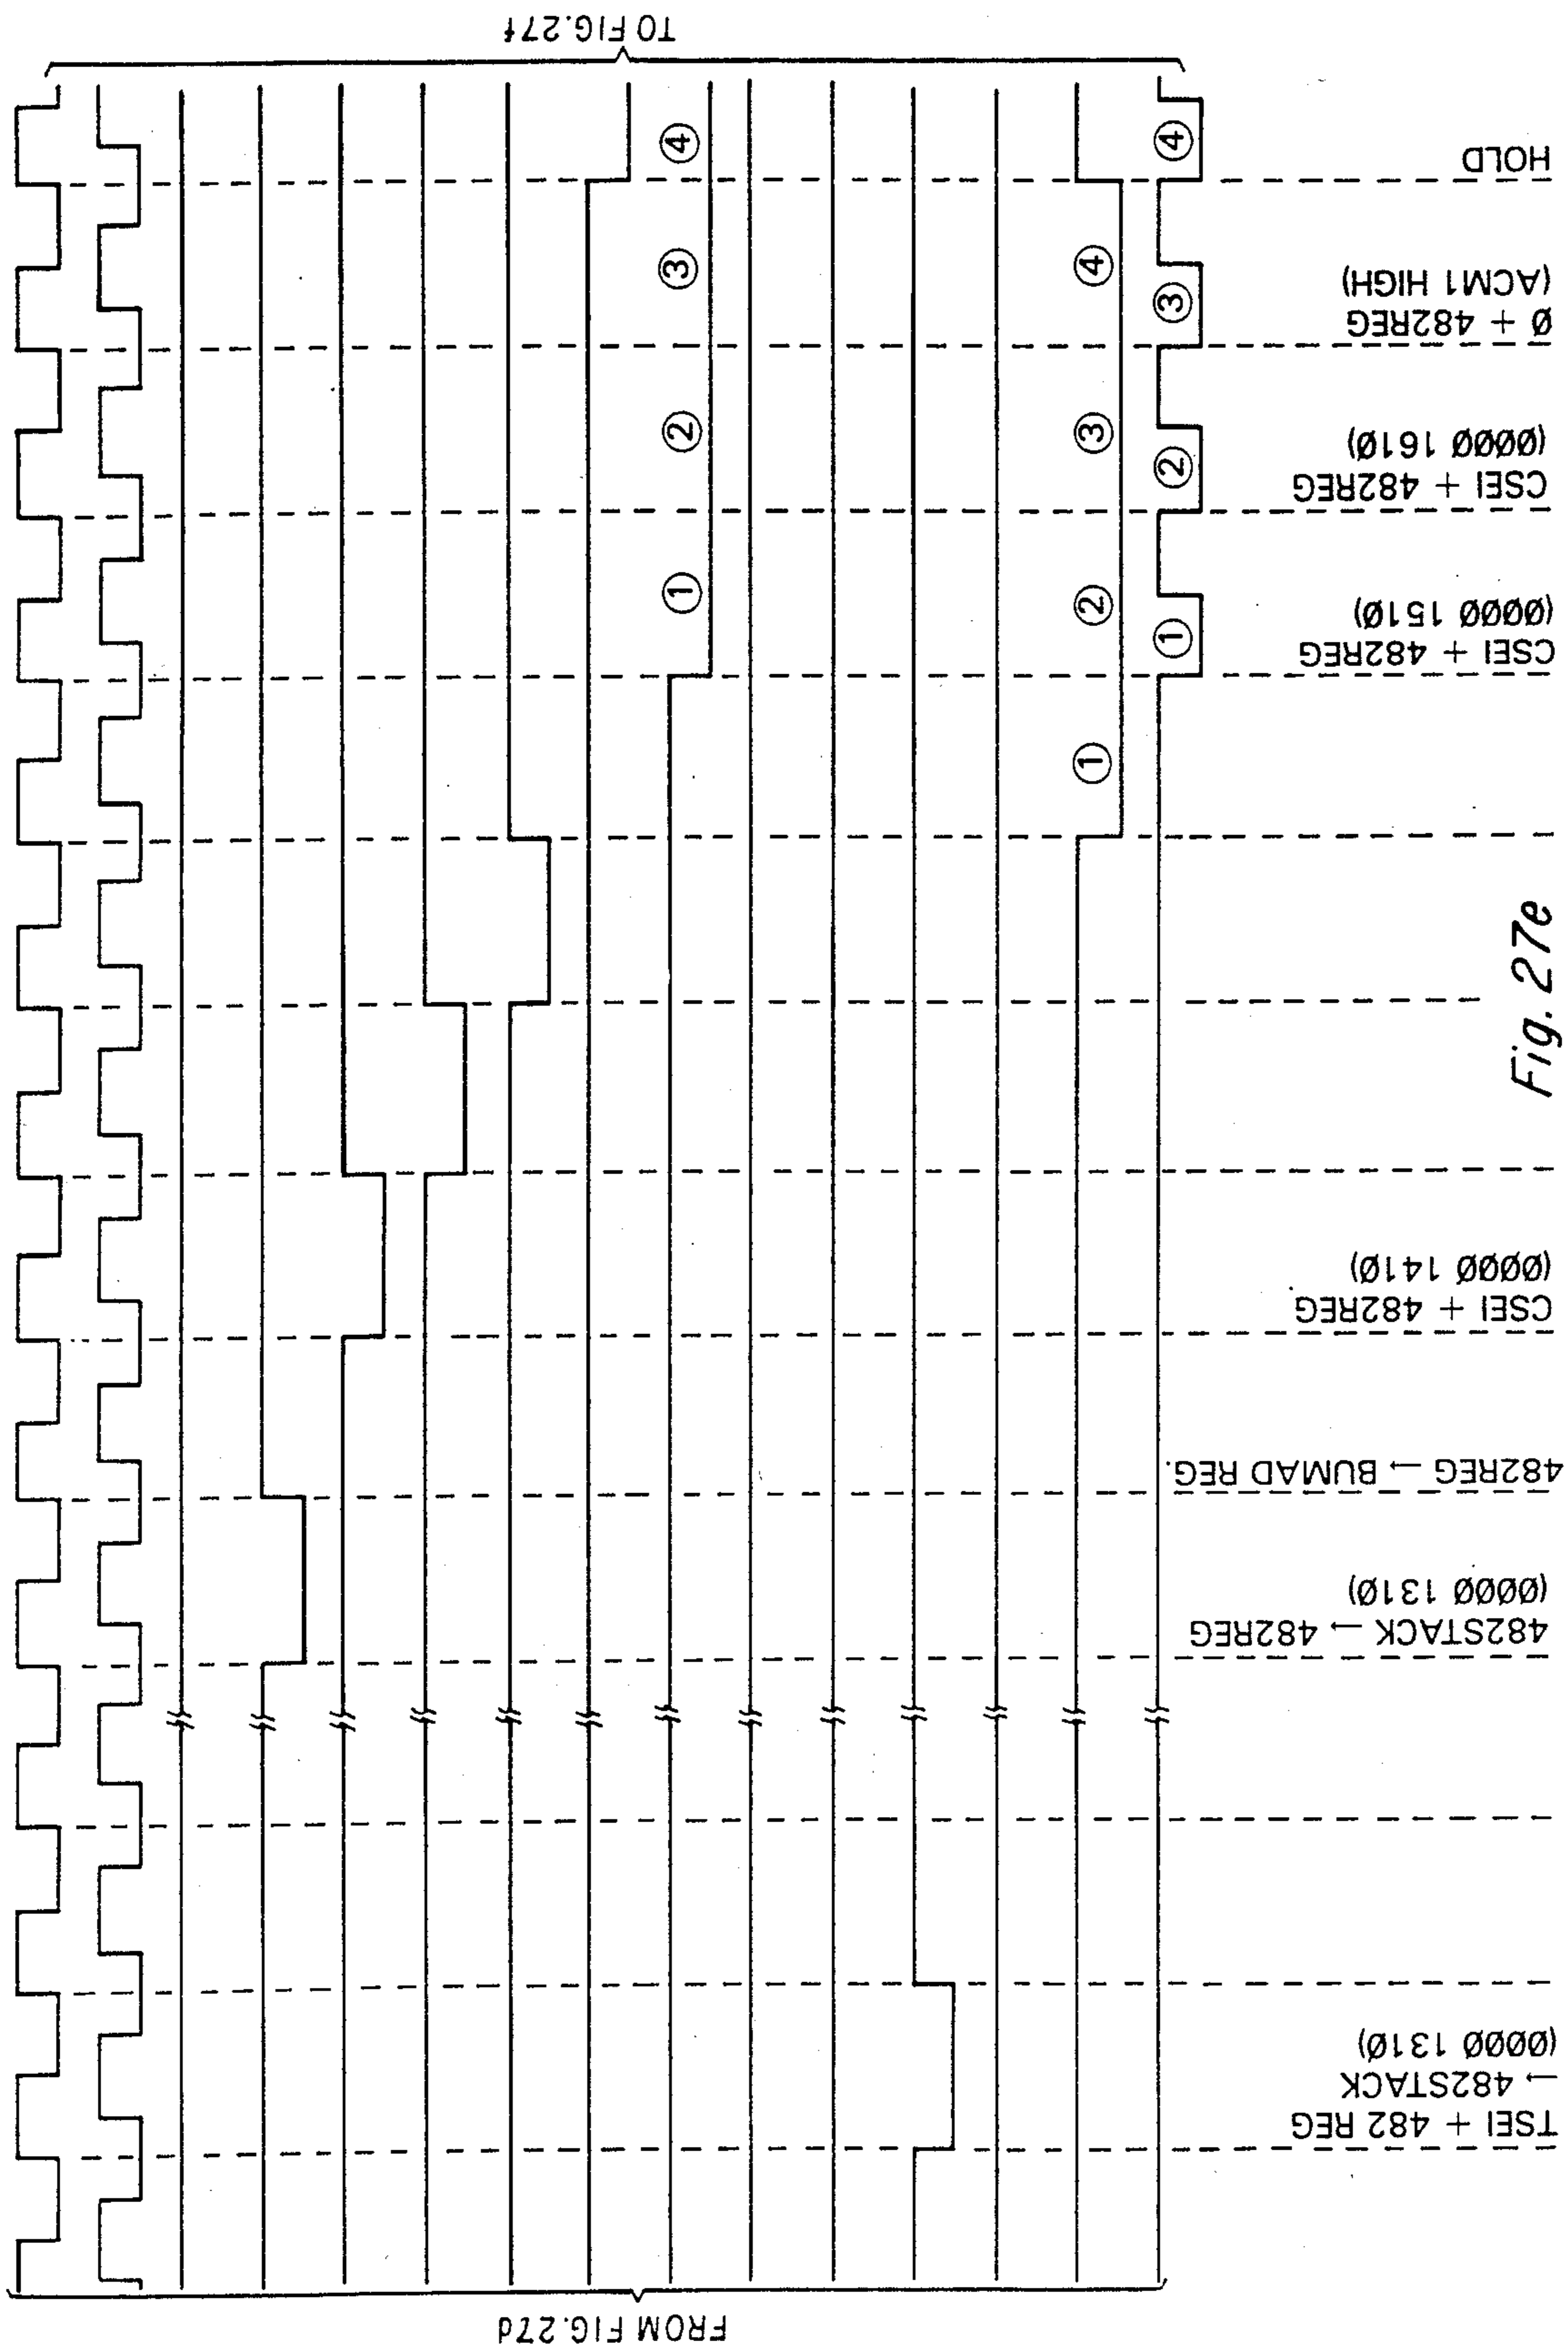 TO FIG.27f
④
③
②
①
④
③
②
①
④
③
②
①
HOLD
Ø + 482REG
(ACM1 HIGH)
CSEI + 482REG
(ØØØØ 161Ø)
CSEI + 482REG
(ØØØØ 151Ø)
CSEI + 482REG
(ØØØØ 141Ø)
482REG → BUMAD REG.
482STACK → 482REG
(ØØØØ 131Ø)
TSEI + 482 REG
→ 482STACK
(ØØØØ 131Ø)
FROM FIG.27d
Fig. 27e